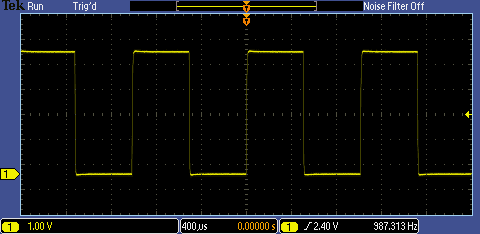 Tek Run Trig'd Noise Filter Off
T
T
1
1 1.00 V 400µs 0.00000 s 1 2.40 V 987.313 Hz